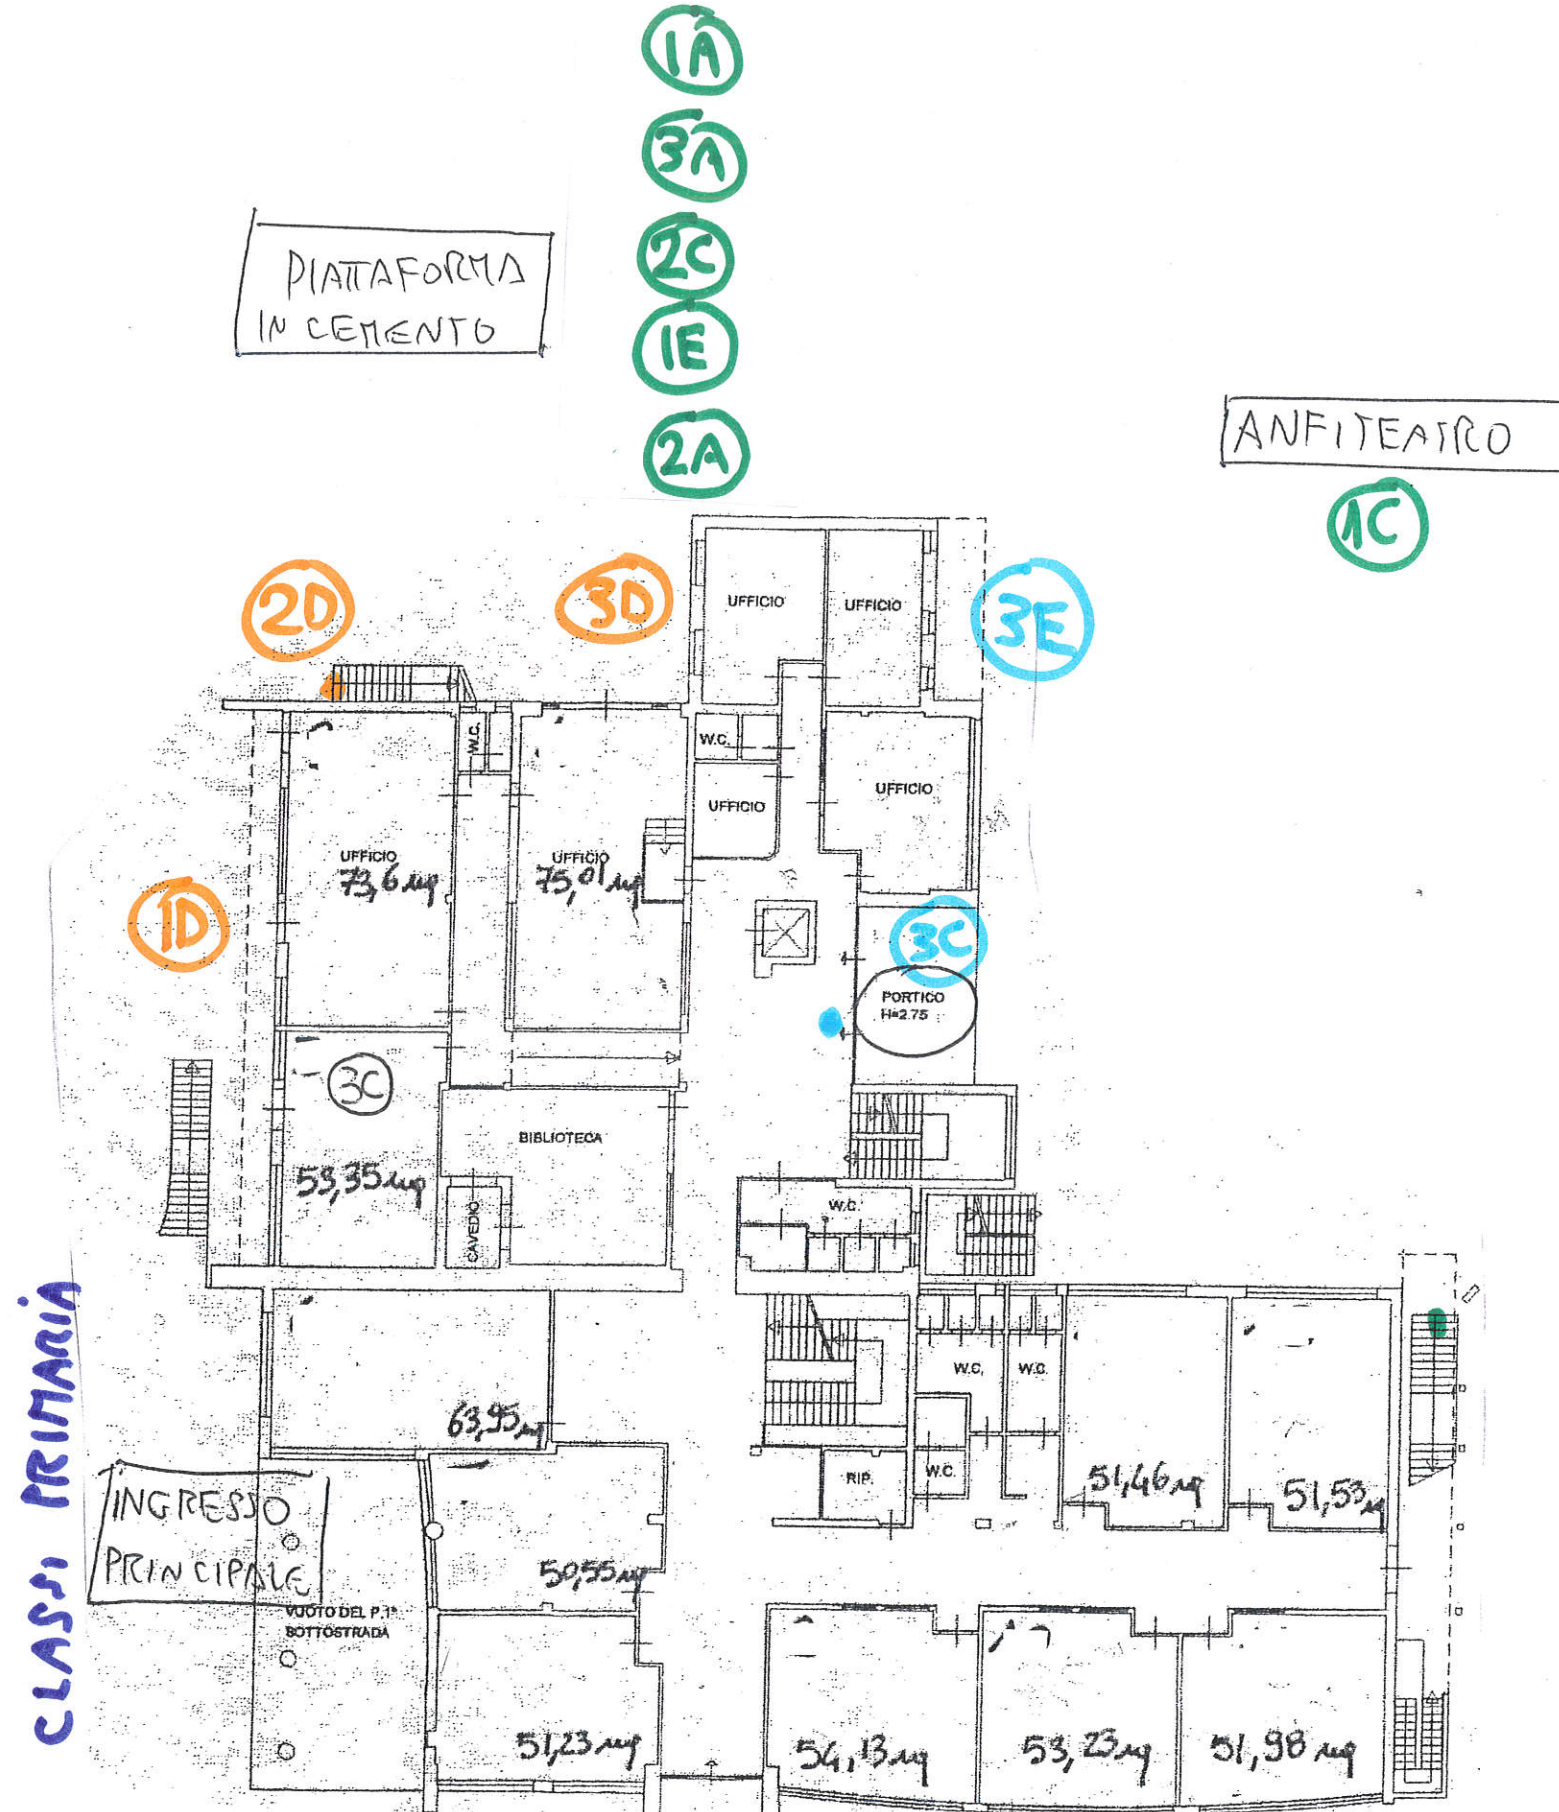 1A
3A
2C
1E
2A
PIATTAFORMA
IN CEMENTO
ANFITEATRO
1C
2D
3D
3E
UFFICIO
UFFICIO
W.C.
W.C.
UFFICIO
UFFICIO
UFFICIO
73,6 mq
UFFICIO
75,01 mq
1D
3C
PORTICO
H=2.75
3C
BIBLIOTECA
53,35 mq
CAVEDIO
W.C.
CLASSI PRIMARIA
63,95 mq
W.C.
W.C.
RIP.
W.C.
51,46 mq
51,53 mq
INGRESSO
PRINCIPALE
50,55 mq
VUOTO DEL P.1°
SOTTOSTRADA
51,23 mq
54,13 mq
53,23 mq
51,98 mq